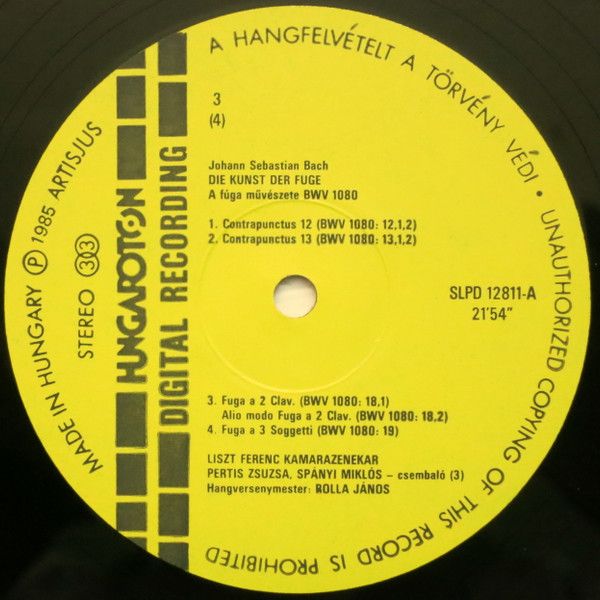 A HANGFELVÉTELT A TÖRVÉNY VÉDI • UNAUTHORIZED COPYING OF THIS RECORD IS PROHIBITED
MADE IN HUNGARY Ⓟ 1985 ARTISJUS
STEREO 33
HUNGAROTON
DIGITAL RECORDING
3
(4)
Johann Sebastian Bach
DIE KUNST DER FUGE
A fúga művészete BWV 1080
1. Contrapunctus 12 (BWV 1080: 12,1,2)
2. Contrapunctus 13 (BWV 1080: 13,1,2)
SLPD 12811-A
21’54”
3. Fuga a 2 Clav. (BWV 1080: 18,1)
Alio modo Fuga a 2 Clav. (BWV 1080: 18,2)
4. Fuga a 3 Soggetti (BWV 1080: 19)
LISZT FERENC KAMARAZENEKAR
PERTIS ZSUZSA, SPÁNYI MIKLÓS – csembaló (3)
Hangversenymester: ROLLA JÁNOS